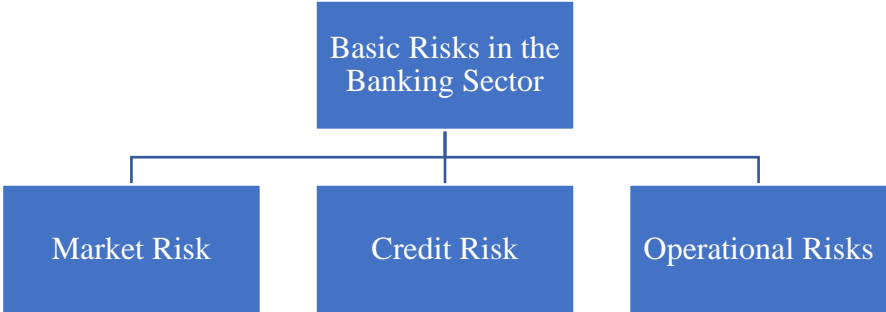 Basic Risks in the
Banking Sector
Market Risk
Credit Risk
Operational Risks